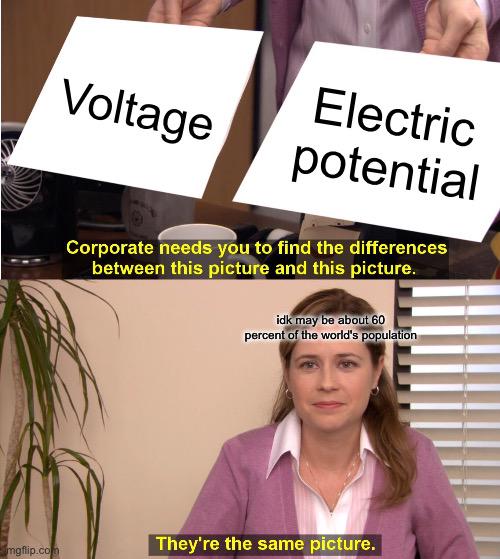 Voltage
Electric
potential
Corporate needs you to find the differences
between this picture and this picture.
idk may be about 60
percent of the world's population
They're the same picture.
imgflip.com